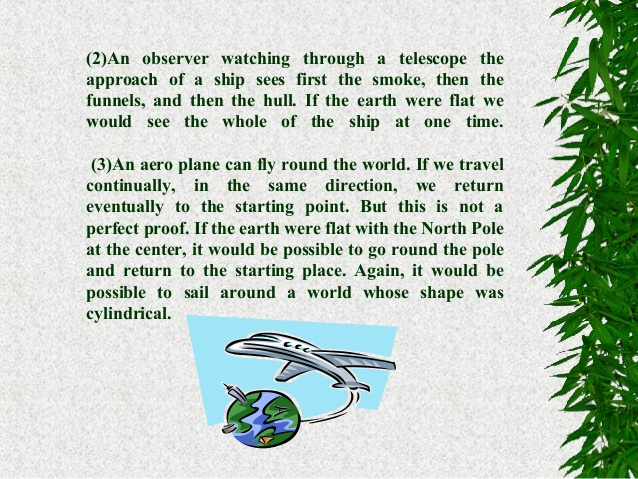 (2)An observer watching through a telescope the
approach of a ship sees first the smoke, then the
funnels, and then the hull. If the earth were flat we
would see the whole of the ship at one time.
(3)An aero plane can fly round the world. If we travel
continually, in the same direction, we return
eventually to the starting point. But this is not a
perfect proof. If the earth were flat with the North Pole
at the center, it would be possible to go round the pole
and return to the starting place. Again, it would be
possible to sail around a world whose shape was
cylindrical.